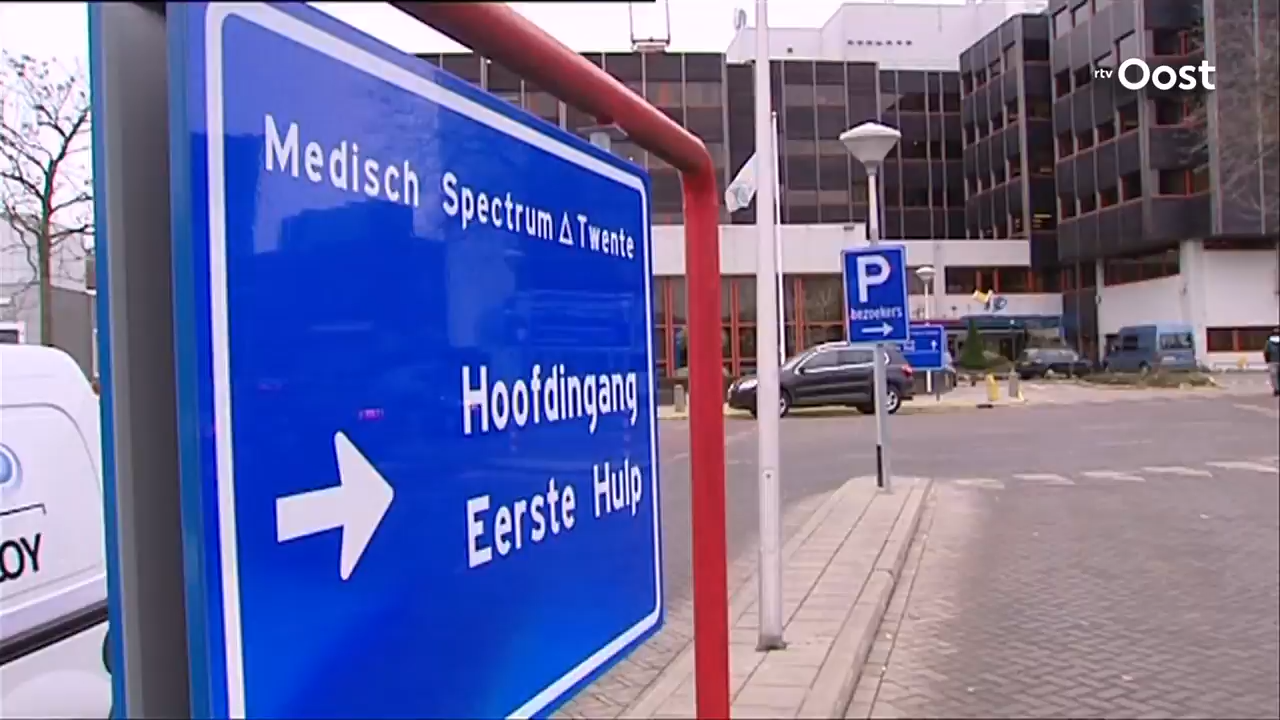 rtv Oost
Medisch Spectrum △ Twente
Hoofdingang
Eerste Hulp
P
bezoekers
OY